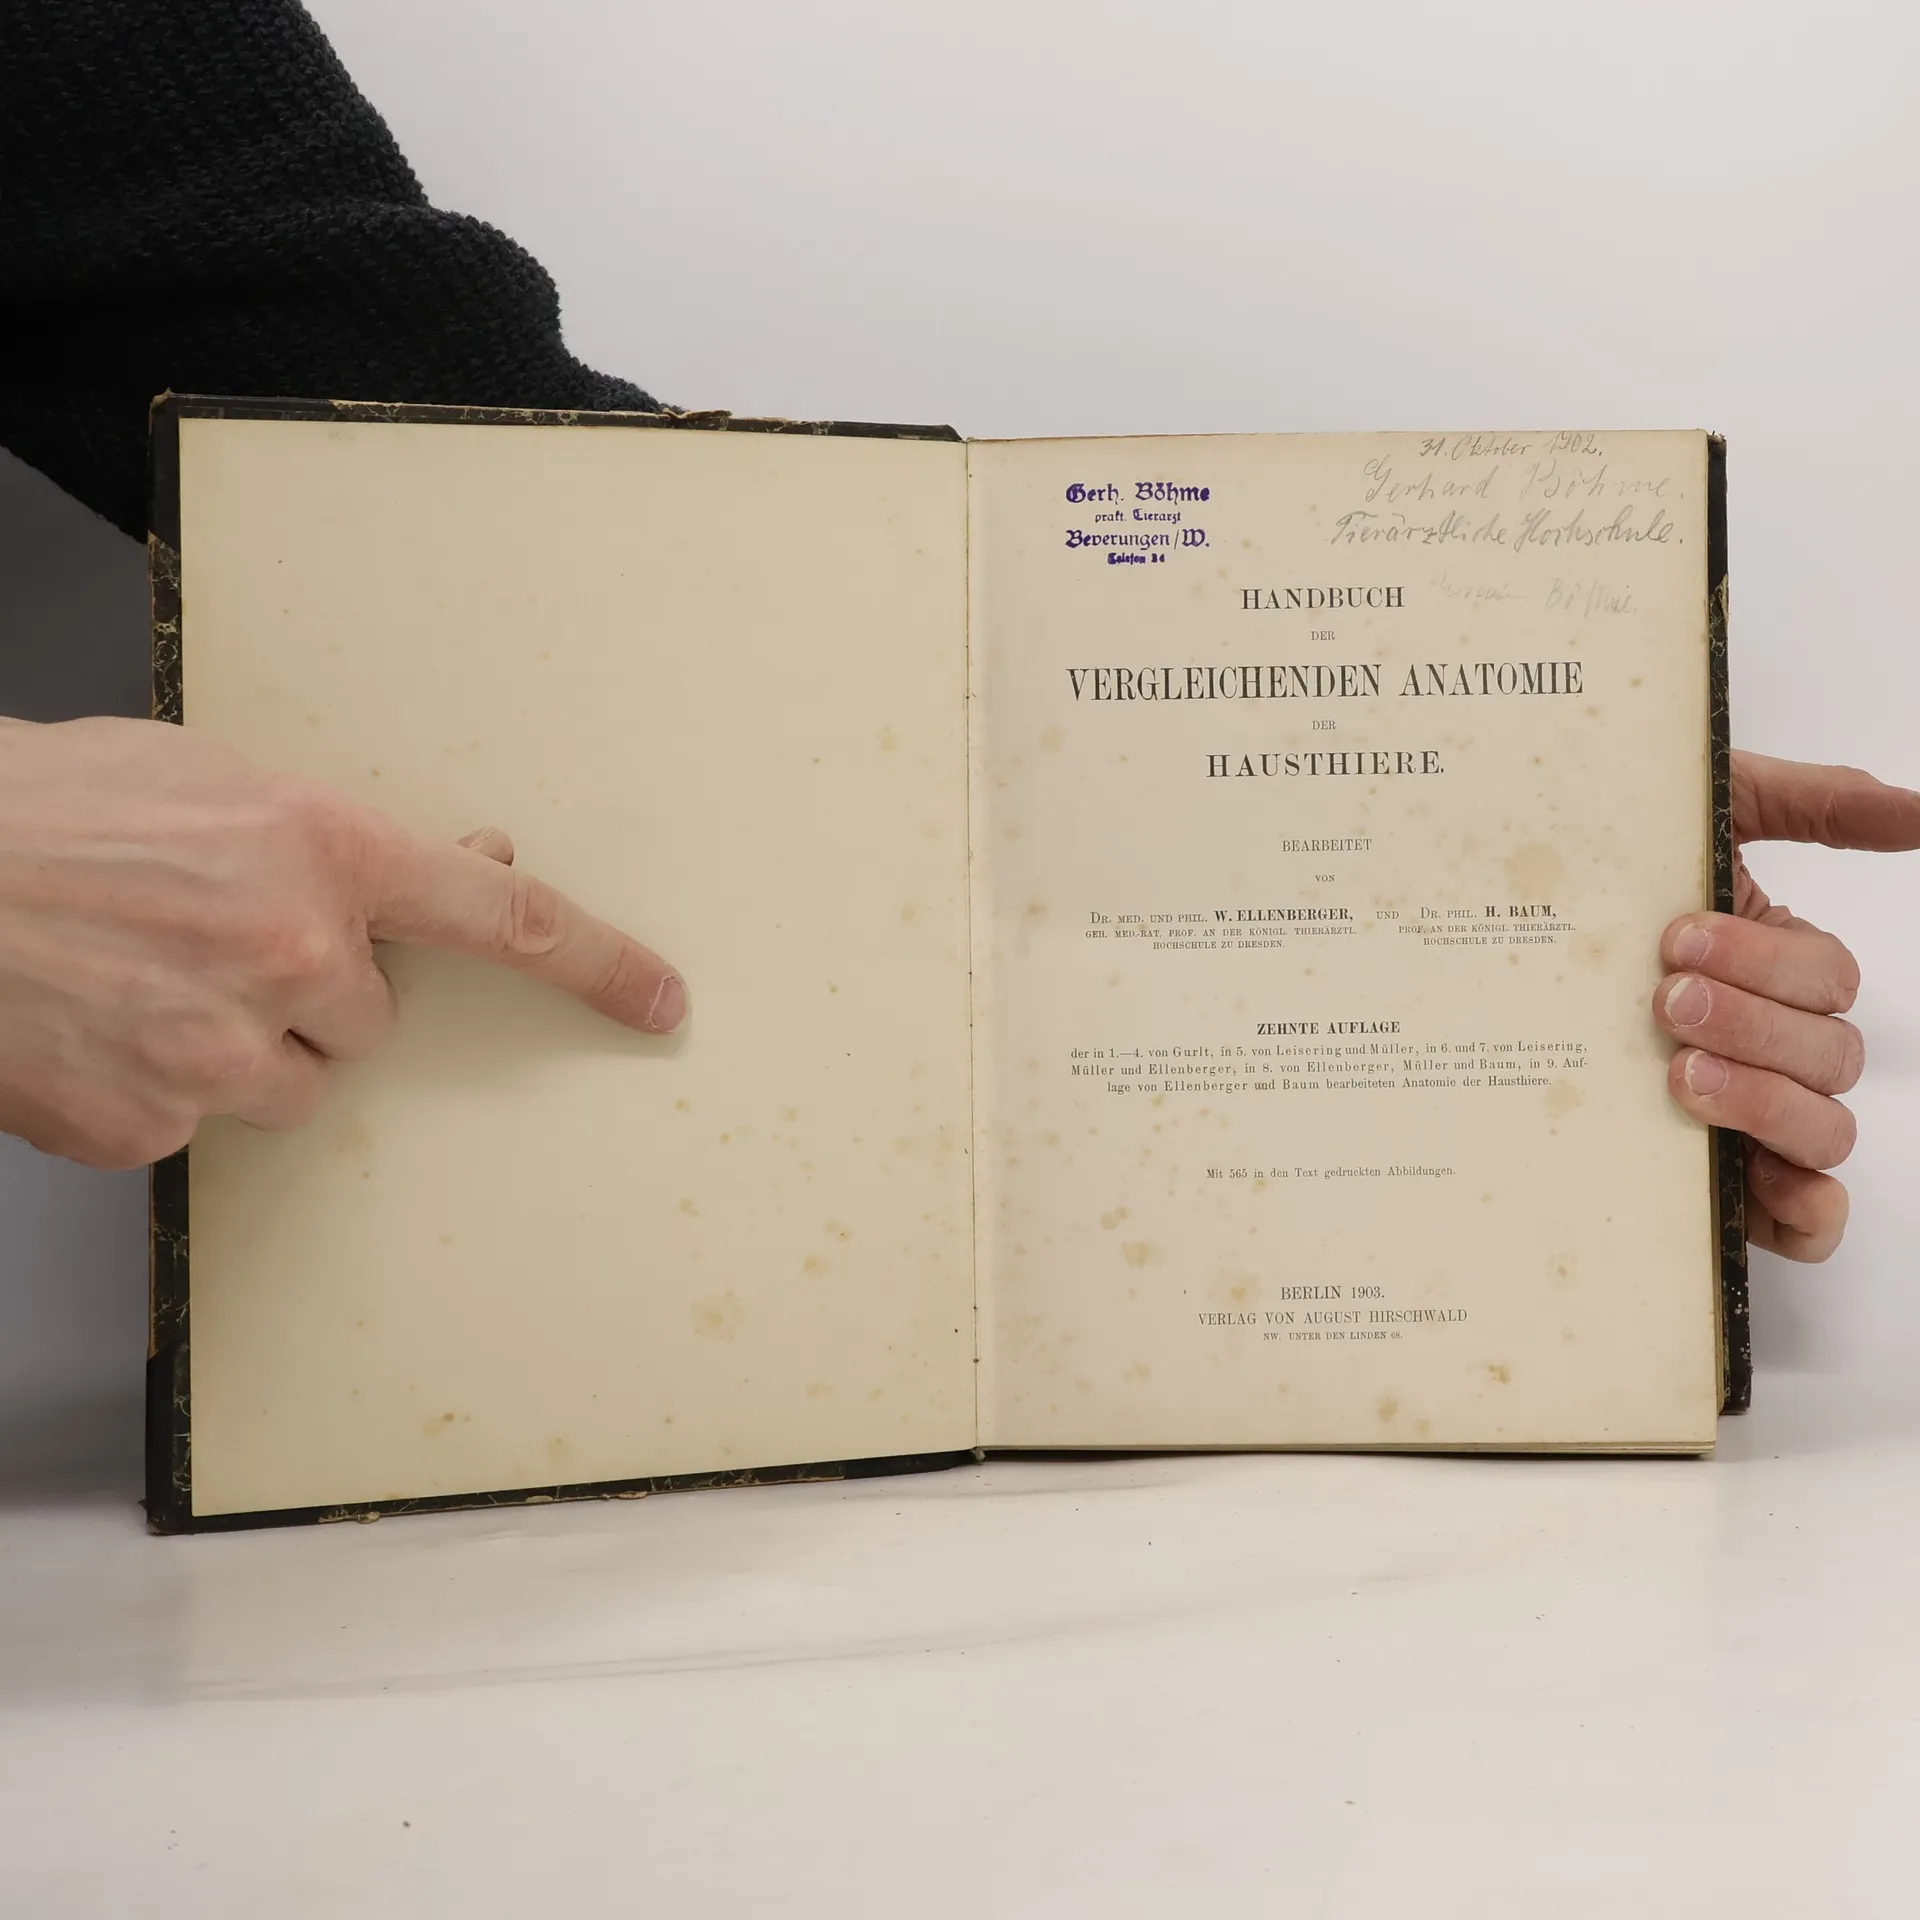 Gerh. Böhme
prakt. Tierarzt
Beverungen/W.
Telefon 24
31. Oktober 1902.
Gerhard Böhme.
Tierärztliche Hochschule.
Böhme.
HANDBUCH
DER
VERGLEICHENDEN ANATOMIE
DER
HAUSTHIERE.
BEARBEITET
VON
DR. MED. UND PHIL. W. ELLENBERGER,
GEH. MED.-RAT, PROF. AN DER KÖNIGL. THIERÄRZTL.
HOCHSCHULE ZU DRESDEN.
UND
DR. PHIL. H. BAUM,
PROF. AN DER KÖNIGL. THIERÄRZTL.
HOCHSCHULE ZU DRESDEN.
ZEHNTE AUFLAGE
der in 1.—4. von Gurlt, in 5. von Leisering und Müller, in 6. und 7. von Leisering,
Müller und Ellenberger, in 8. von Ellenberger, Müller und Baum, in 9. Auf-
lage von Ellenberger und Baum bearbeiteten Anatomie der Hausthiere.
Mit 565 in den Text gedruckten Abbildungen.
BERLIN 1903.
VERLAG VON AUGUST HIRSCHWALD
NW. UNTER DEN LINDEN 68.